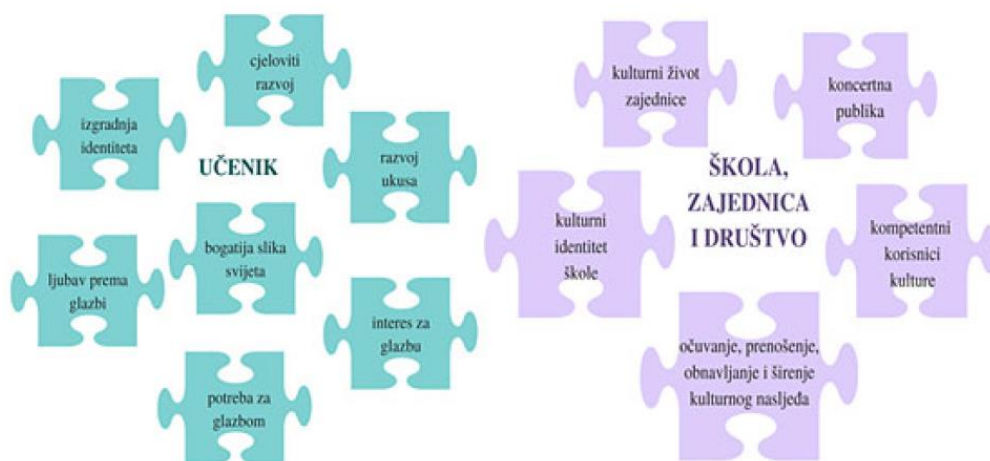 cjeloviti
razvoj
izgradnja
identiteta
UČENIK
razvoj
ukusa
bogatija slika
svijeta
ljubav prema
glazbi
interes za
glazbu
potreba za
glazbom
kulturni život
zajednice
koncertna
publika
ŠKOLA,
ZAJEDNICA
I DRUŠTVO
kulturni
identitet
škole
kompetentni
korisnici
kulture
očuvanje, prenošenje,
obnavljanje i širenje
kulturnog nasljeđa